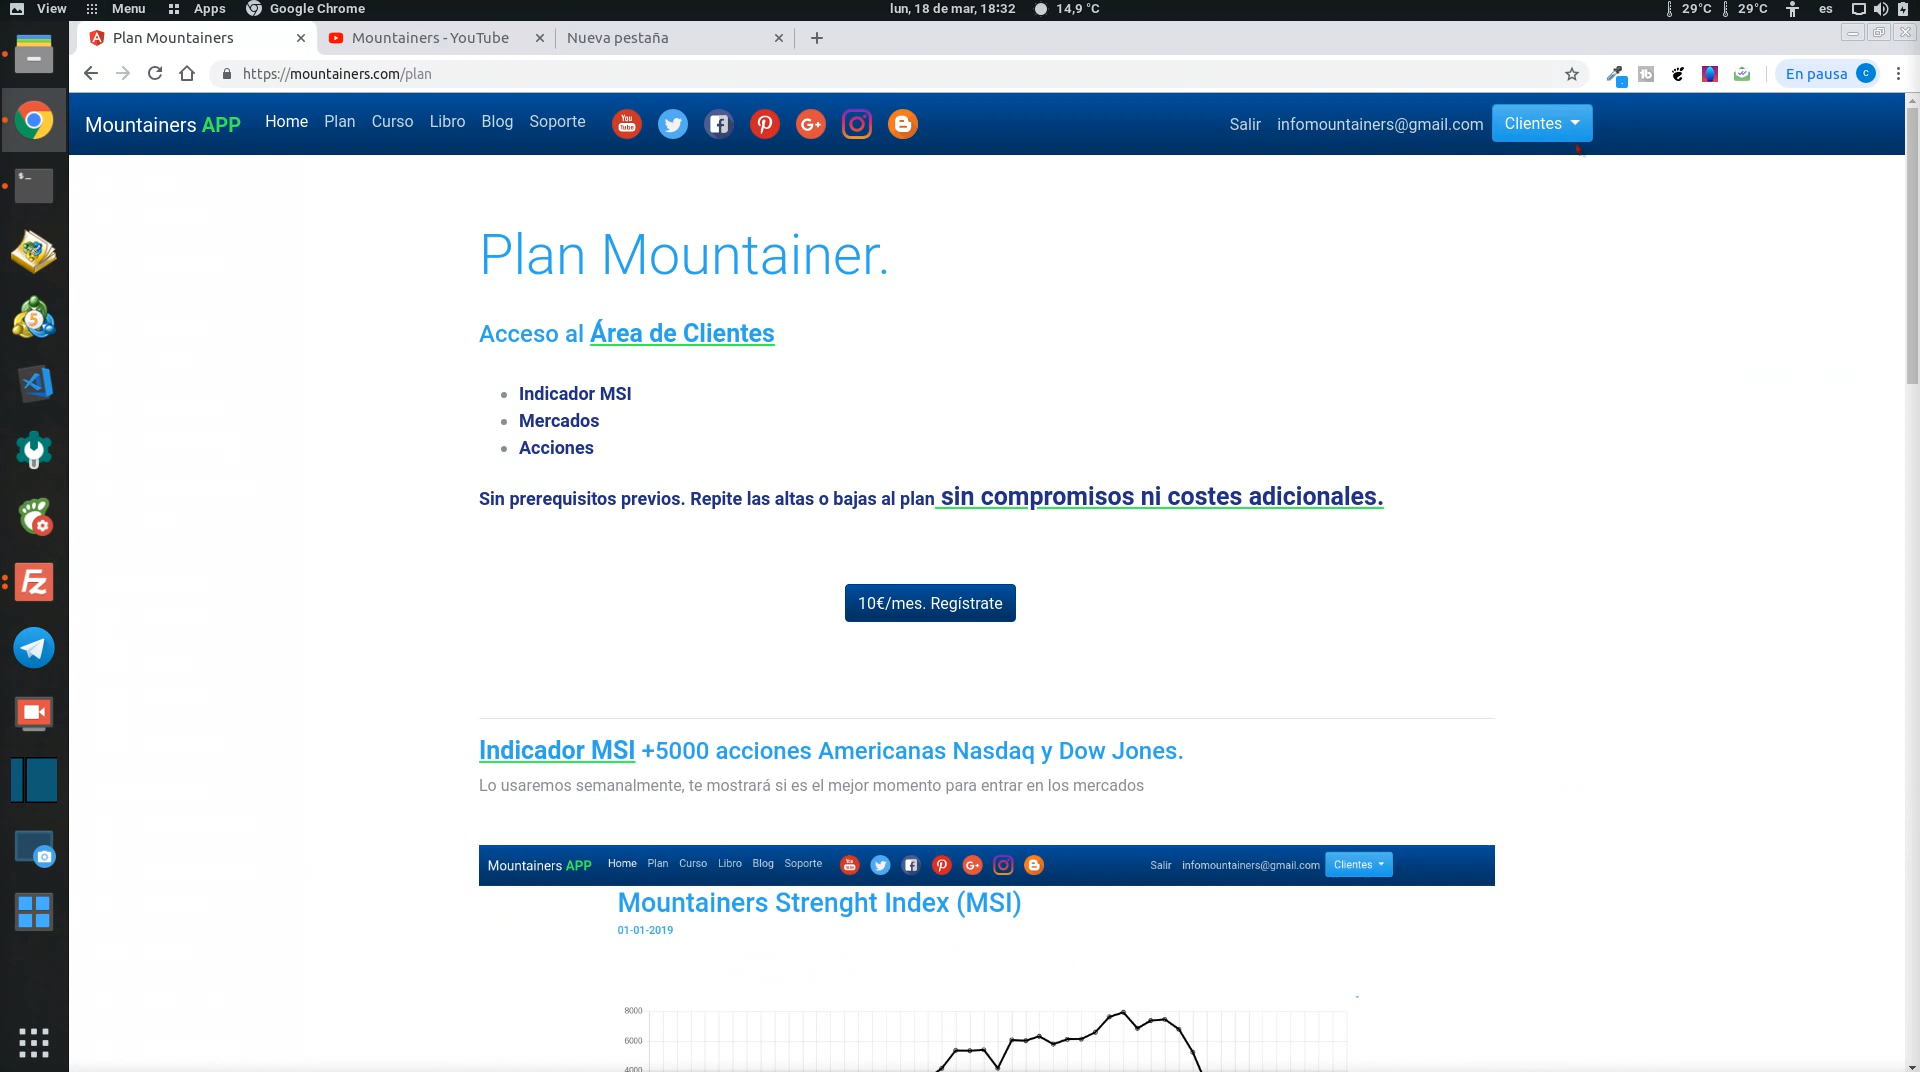 View Menu Apps Google Chrome lun, 18 de mar, 18:32 14,9 °C 29°C 29°C es
Plan Mountainers Mountainers - YouTube Nueva pestaña
https://mountainers.com/plan En pausa c
Mountainers APP Home Plan Curso Libro Blog Soporte Salir infomountainers@gmail.com Clientes
Plan Mountainer.
Acceso al Área de Clientes
Indicador MSI
Mercados
Acciones
Sin prerequisitos previos. Repite las altas o bajas al plan sin compromisos ni costes adicionales.
10€/mes. Regístrate
Indicador MSI +5000 acciones Americanas Nasdaq y Dow Jones.
Lo usaremos semanalmente, te mostrará si es el mejor momento para entrar en los mercados
Mountainers APP Home Plan Curso Libro Blog Soporte Salir infomountainers@gmail.com Clientes
Mountainers Strenght Index (MSI)
01-01-2019
8000
6000
4000